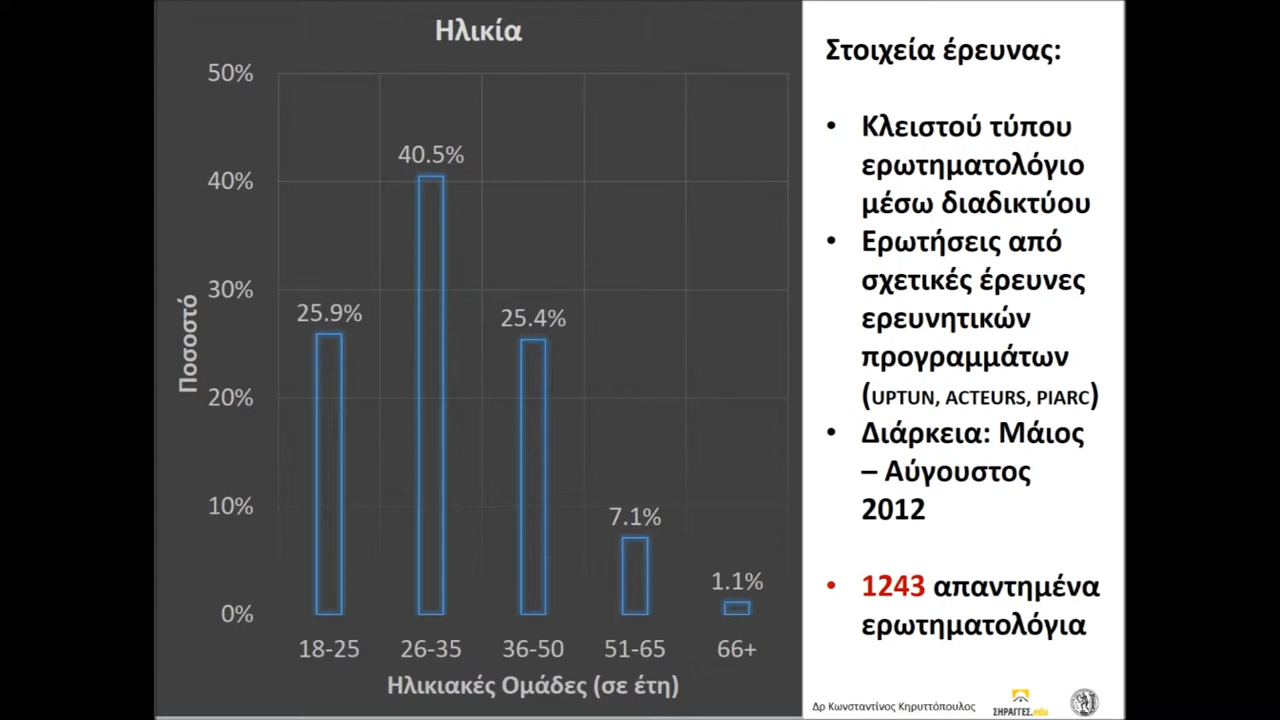 Ηλικία
50%
40%
30%
20%
10%
0%
Ποσοστό
25.9%
40.5%
25.4%
7.1%
1.1%
18-25
26-35
36-50
51-65
66+
Ηλικιακές Ομάδες (σε έτη)
Στοιχεία έρευνας:
• Κλειστού τύπου
ερωτηματολόγιο
μέσω διαδικτύου
• Ερωτήσεις από
σχετικές έρευνες
ερευνητικών
προγραμμάτων
(UPTUN, ACTEURS, PIARC)
• Διάρκεια: Μάιος
– Αύγουστος
2012
• 1243 απαντημένα
ερωτηματολόγια
Δρ Κωνσταντίνος Κηρυττόπουλος
ΣΗΡΑΓΓΕΣ.edu